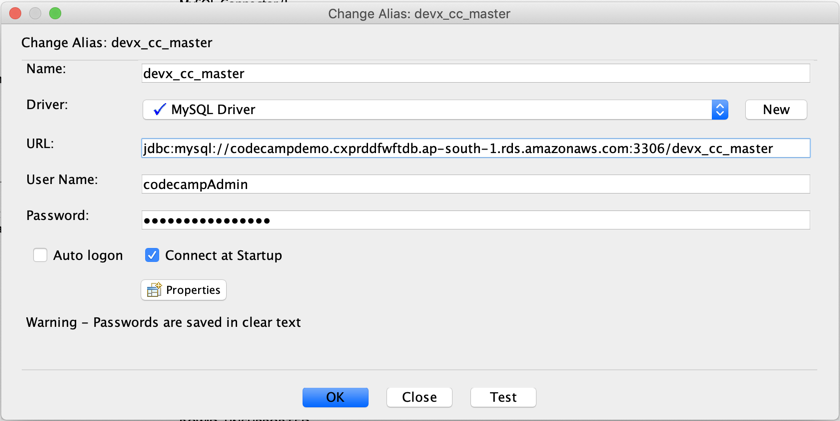 Change Alias: devx_cc_master
Change Alias: devx_cc_master
Name:
devx_cc_master
Driver:
MySQL Driver
New
URL:
jdbc:mysql://codecampdemo.cxprddfwftdb.ap-south-1.rds.amazonaws.com:3306/devx_cc_master
User Name:
codecampAdmin
Password:
••••••••••••••••
Auto logon
Connect at Startup
Properties
Warning – Passwords are saved in clear text
OK
Close
Test